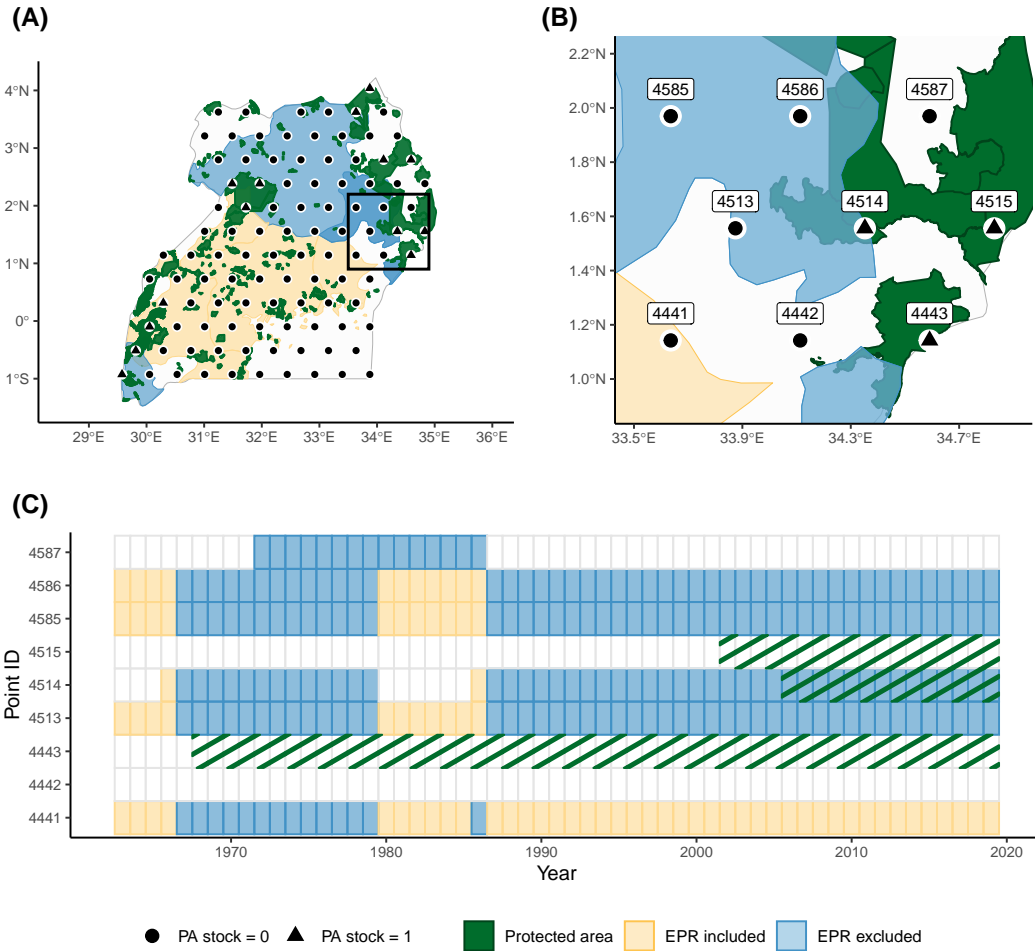 (A)
4°N
3°N
2°N
1°N
0°
1°S
29°E 30°E 31°E 32°E 33°E 34°E 35°E 36°E
(B)
2.2°N
2.0°N
1.8°N
1.6°N
1.4°N
1.2°N
1.0°N
4585 4586 4587
4513 4514 4515
4441 4442 4443
33.5°E 33.9°E 34.3°E 34.7°E
(C)
Point ID
4587
4586
4585
4515
4514
4513
4443
4442
4441
1970 1980 1990 2000 2010 2020
Year
PA stock = 0 PA stock = 1 Protected area EPR included EPR excluded